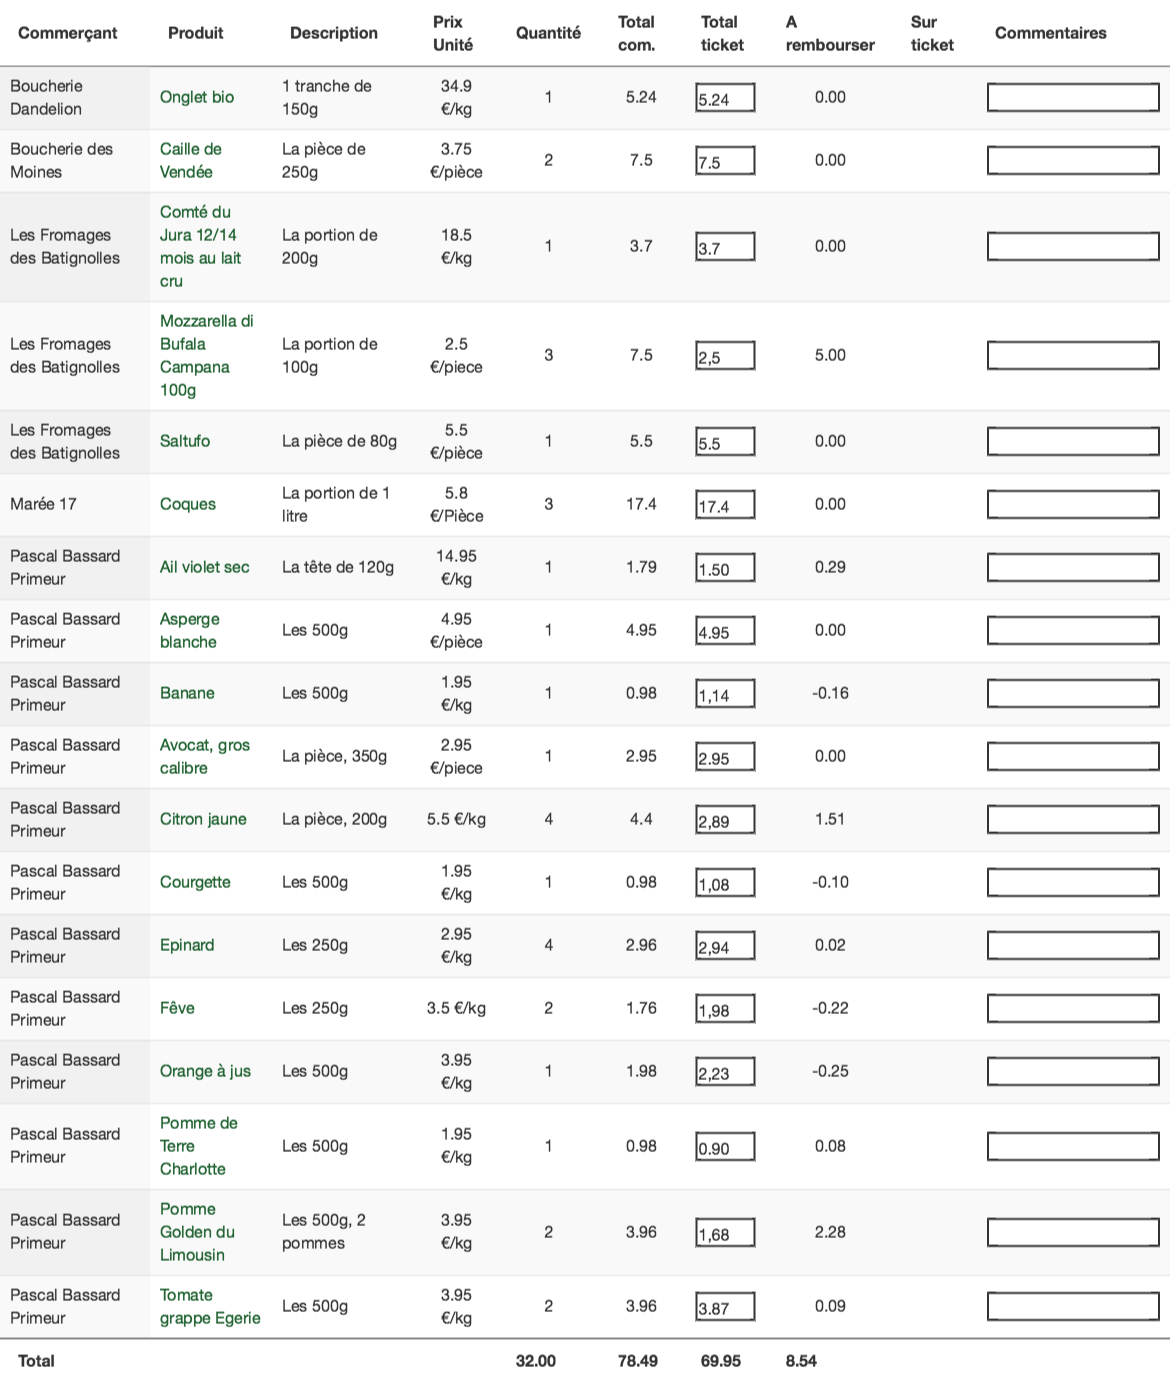 Commerçant Produit Description Prix Unité Quantité Total com. Total ticket A rembourser Sur ticket Commentaires
Boucherie Dandelion Onglet bio 1 tranche de 150g 34.9 €/kg 1 5.24 5.24 0.00
Boucherie des Moines Caille de Vendée La pièce de 250g 3.75 €/pièce 2 7.5 7.5 0.00
Les Fromages des Batignolles Comté du Jura 12/14 mois au lait cru La portion de 200g 18.5 €/kg 1 3.7 3.7 0.00
Les Fromages des Batignolles Mozzarella di Bufala Campana 100g La portion de 100g 2.5 €/piece 3 7.5 2,5 5.00
Les Fromages des Batignolles Saltufo La pièce de 80g 5.5 €/pièce 1 5.5 5.5 0.00
Marée 17 Coques La portion de 1 litre 5.8 €/Pièce 3 17.4 17.4 0.00
Pascal Bassard Primeur Ail violet sec La tête de 120g 14.95 €/kg 1 1.79 1.50 0.29
Pascal Bassard Primeur Asperge blanche Les 500g 4.95 €/pièce 1 4.95 4.95 0.00
Pascal Bassard Primeur Banane Les 500g 1.95 €/kg 1 0.98 1,14 -0.16
Pascal Bassard Primeur Avocat, gros calibre La pièce, 350g 2.95 €/piece 1 2.95 2.95 0.00
Pascal Bassard Primeur Citron jaune La pièce, 200g 5.5 €/kg 4 4.4 2,89 1.51
Pascal Bassard Primeur Courgette Les 500g 1.95 €/kg 1 0.98 1,08 -0.10
Pascal Bassard Primeur Epinard Les 250g 2.95 €/kg 4 2.96 2,94 0.02
Pascal Bassard Primeur Fêve Les 250g 3.5 €/kg 2 1.76 1,98 -0.22
Pascal Bassard Primeur Orange à jus Les 500g 3.95 €/kg 1 1.98 2,23 -0.25
Pascal Bassard Primeur Pomme de Terre Charlotte Les 500g 1.95 €/kg 1 0.98 0.90 0.08
Pascal Bassard Primeur Pomme Golden du Limousin Les 500g, 2 pommes 3.95 €/kg 2 3.96 1,68 2.28
Pascal Bassard Primeur Tomate grappe Egerie Les 500g 3.95 €/kg 2 3.96 3.87 0.09
Total 32.00 78.49 69.95 8.54